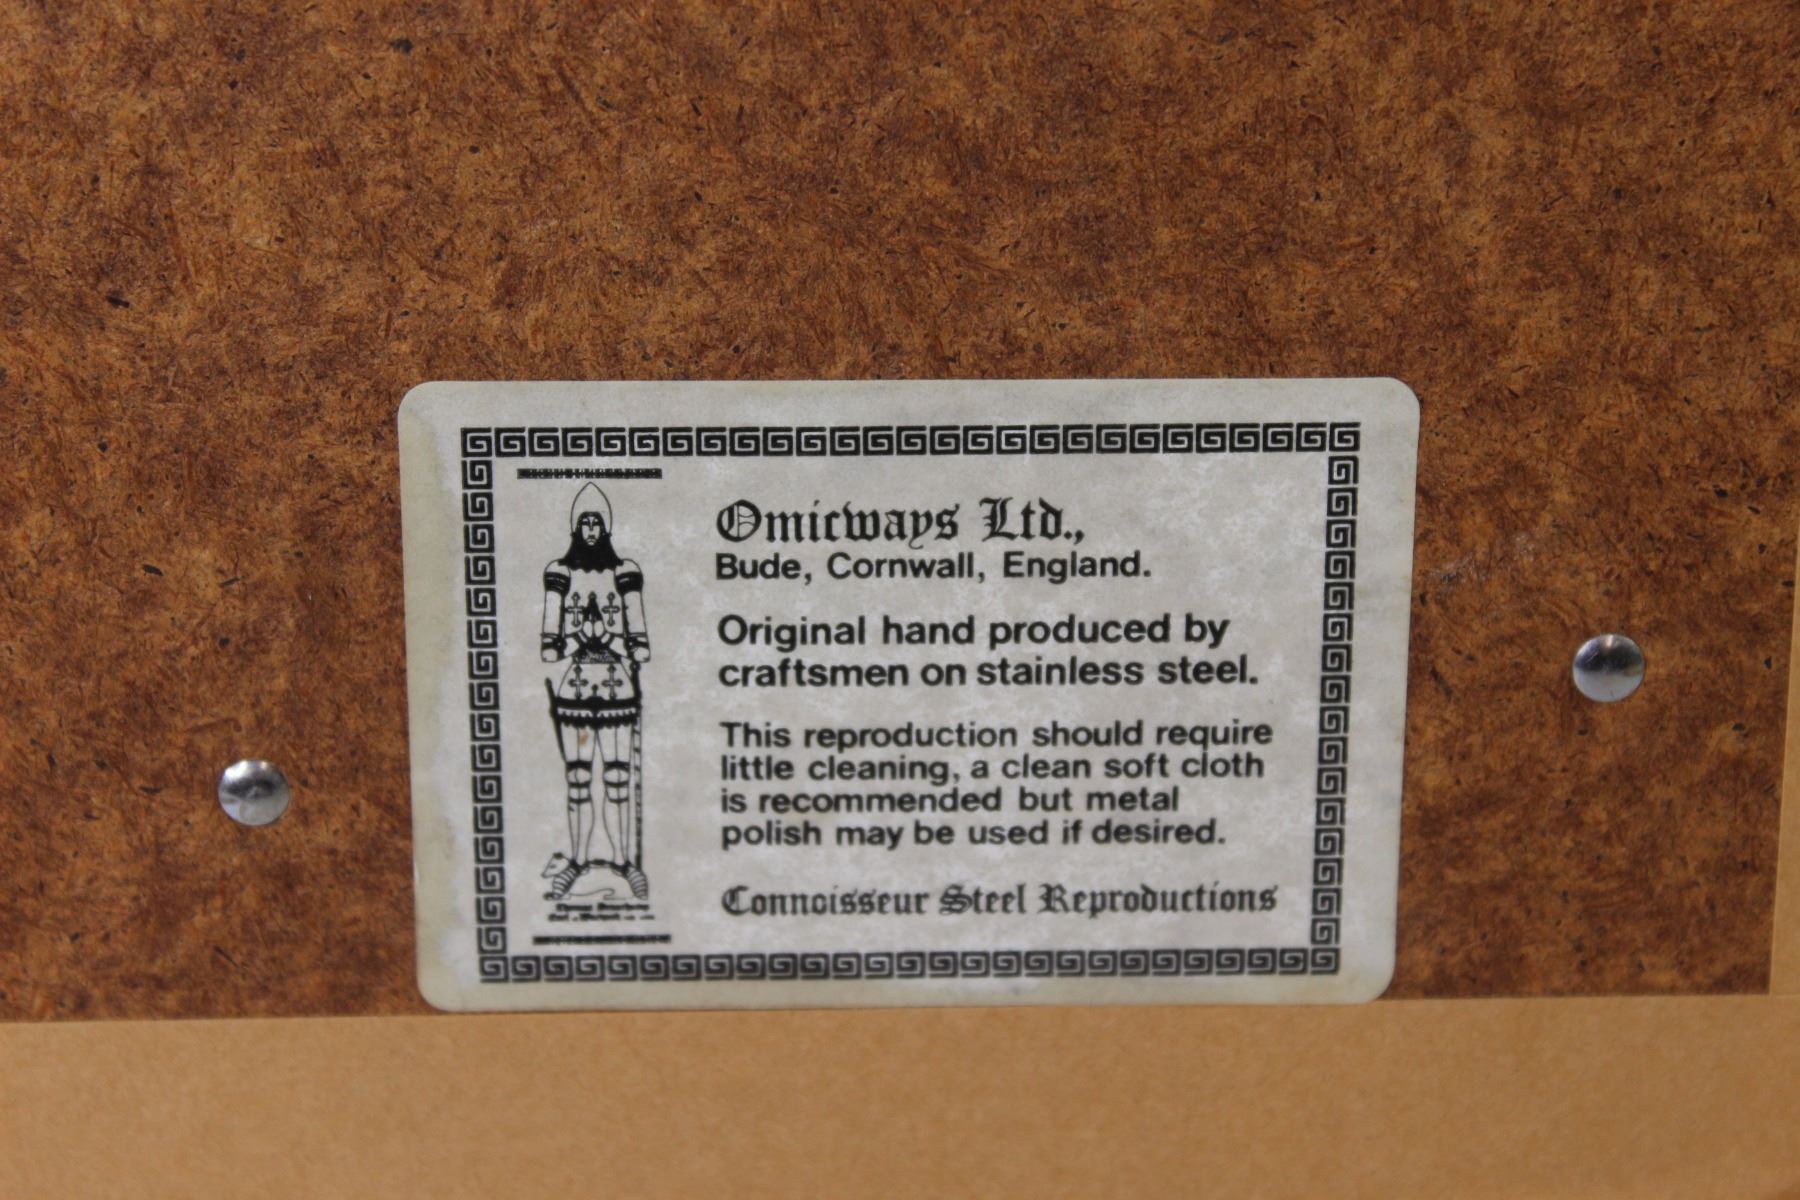 Omicways Ltd.,
Bude, Cornwall, England.
Original hand produced by
craftsmen on stainless steel.
This reproduction should require
little cleaning, a clean soft cloth
is recommended but metal
polish may be used if desired.
Connoisseur Steel Reproductions